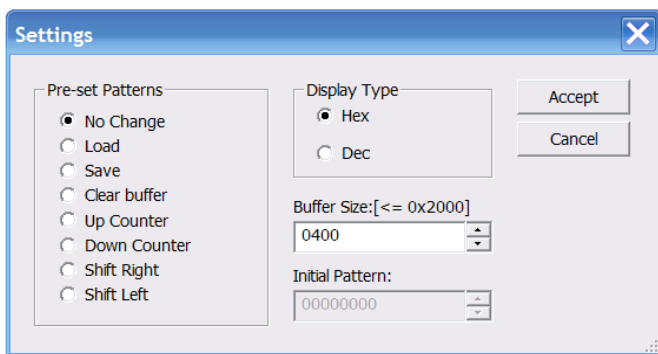 Settings
Pre-set Patterns
No Change
Load
Save
Clear buffer
Up Counter
Down Counter
Shift Right
Shift Left
Display Type
Hex
Dec
Buffer Size:[<= 0x2000]
0400
Initial Pattern:
00000000
Accept
Cancel